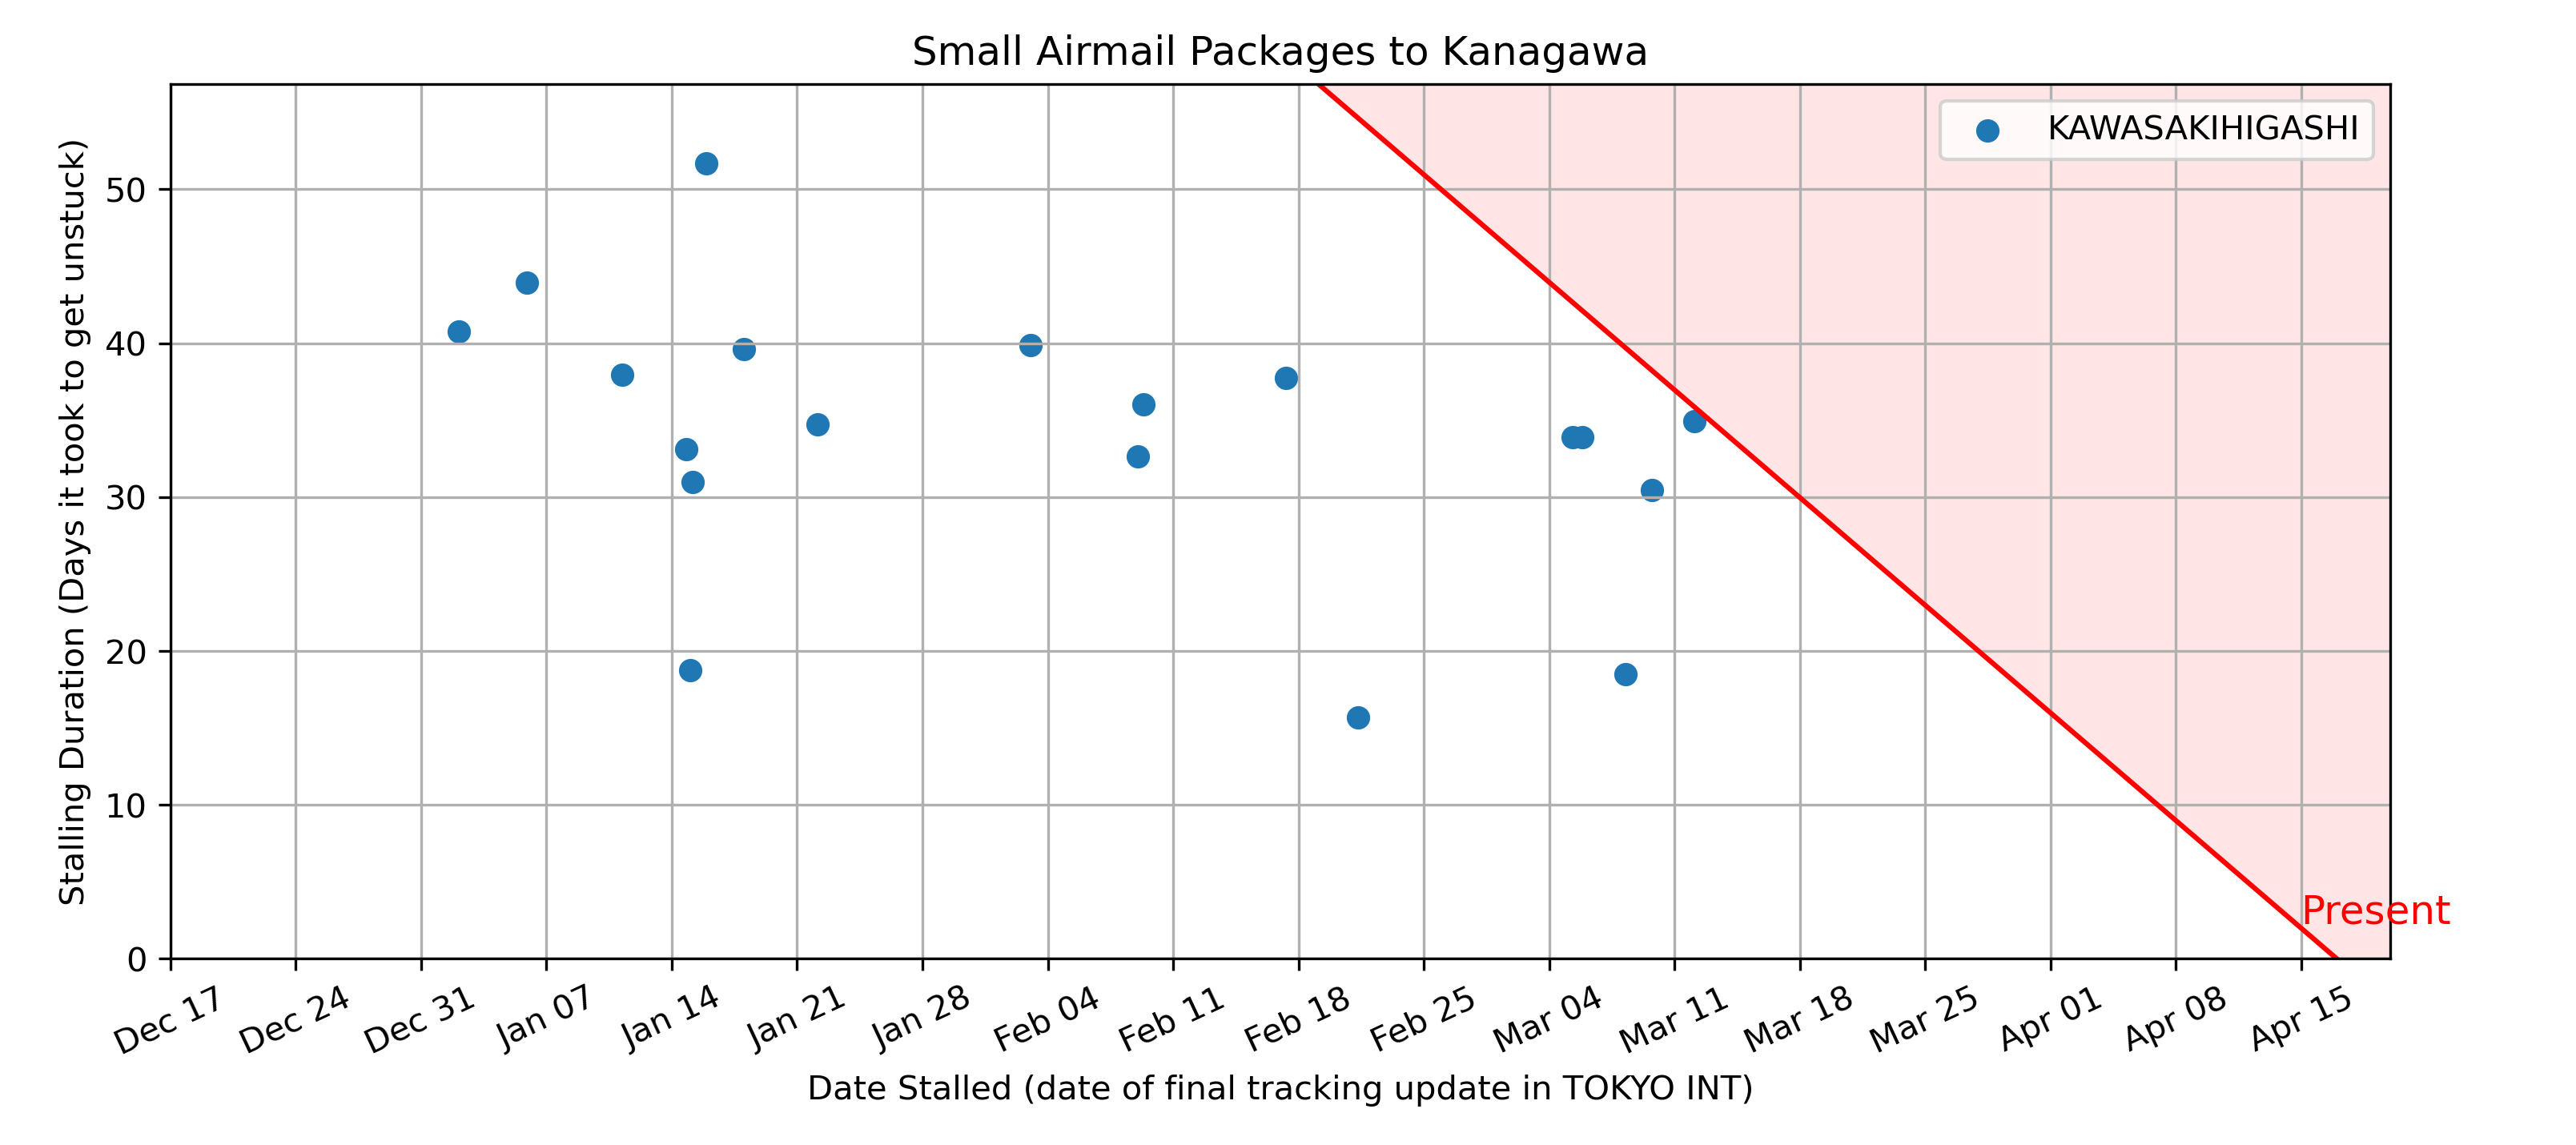 Small Airmail Packages to Kanagawa
KAWASAKIHIGASHI
Stalling Duration (Days it took to get unstuck)
50
40
30
20
10
0
Present
Dec 17
Dec 24
Dec 31
Jan 07
Jan 14
Jan 21
Jan 28
Feb 04
Feb 11
Feb 18
Feb 25
Mar 04
Mar 11
Mar 18
Mar 25
Apr 01
Apr 08
Apr 15
Date Stalled (date of final tracking update in TOKYO INT)